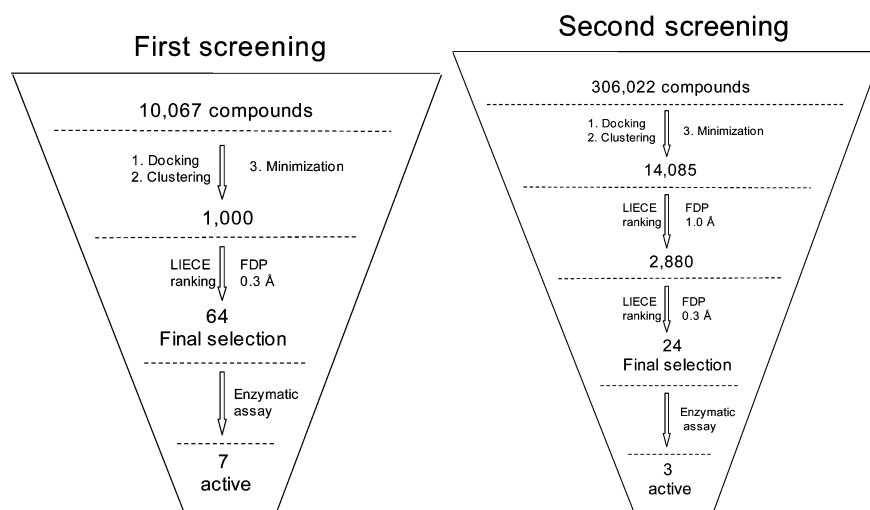 First screening
10,067 compounds
1. Docking
2. Clustering
3. Minimization
1,000
LIECE
ranking
FDP
0.3 Å
64
Final selection
Enzymatic
assay
7
active
Second screening
306,022 compounds
1. Docking
2. Clustering
3. Minimization
14,085
LIECE
ranking
FDP
1.0 Å
2,880
LIECE
ranking
FDP
0.3 Å
24
Final selection
Enzymatic
assay
3
active